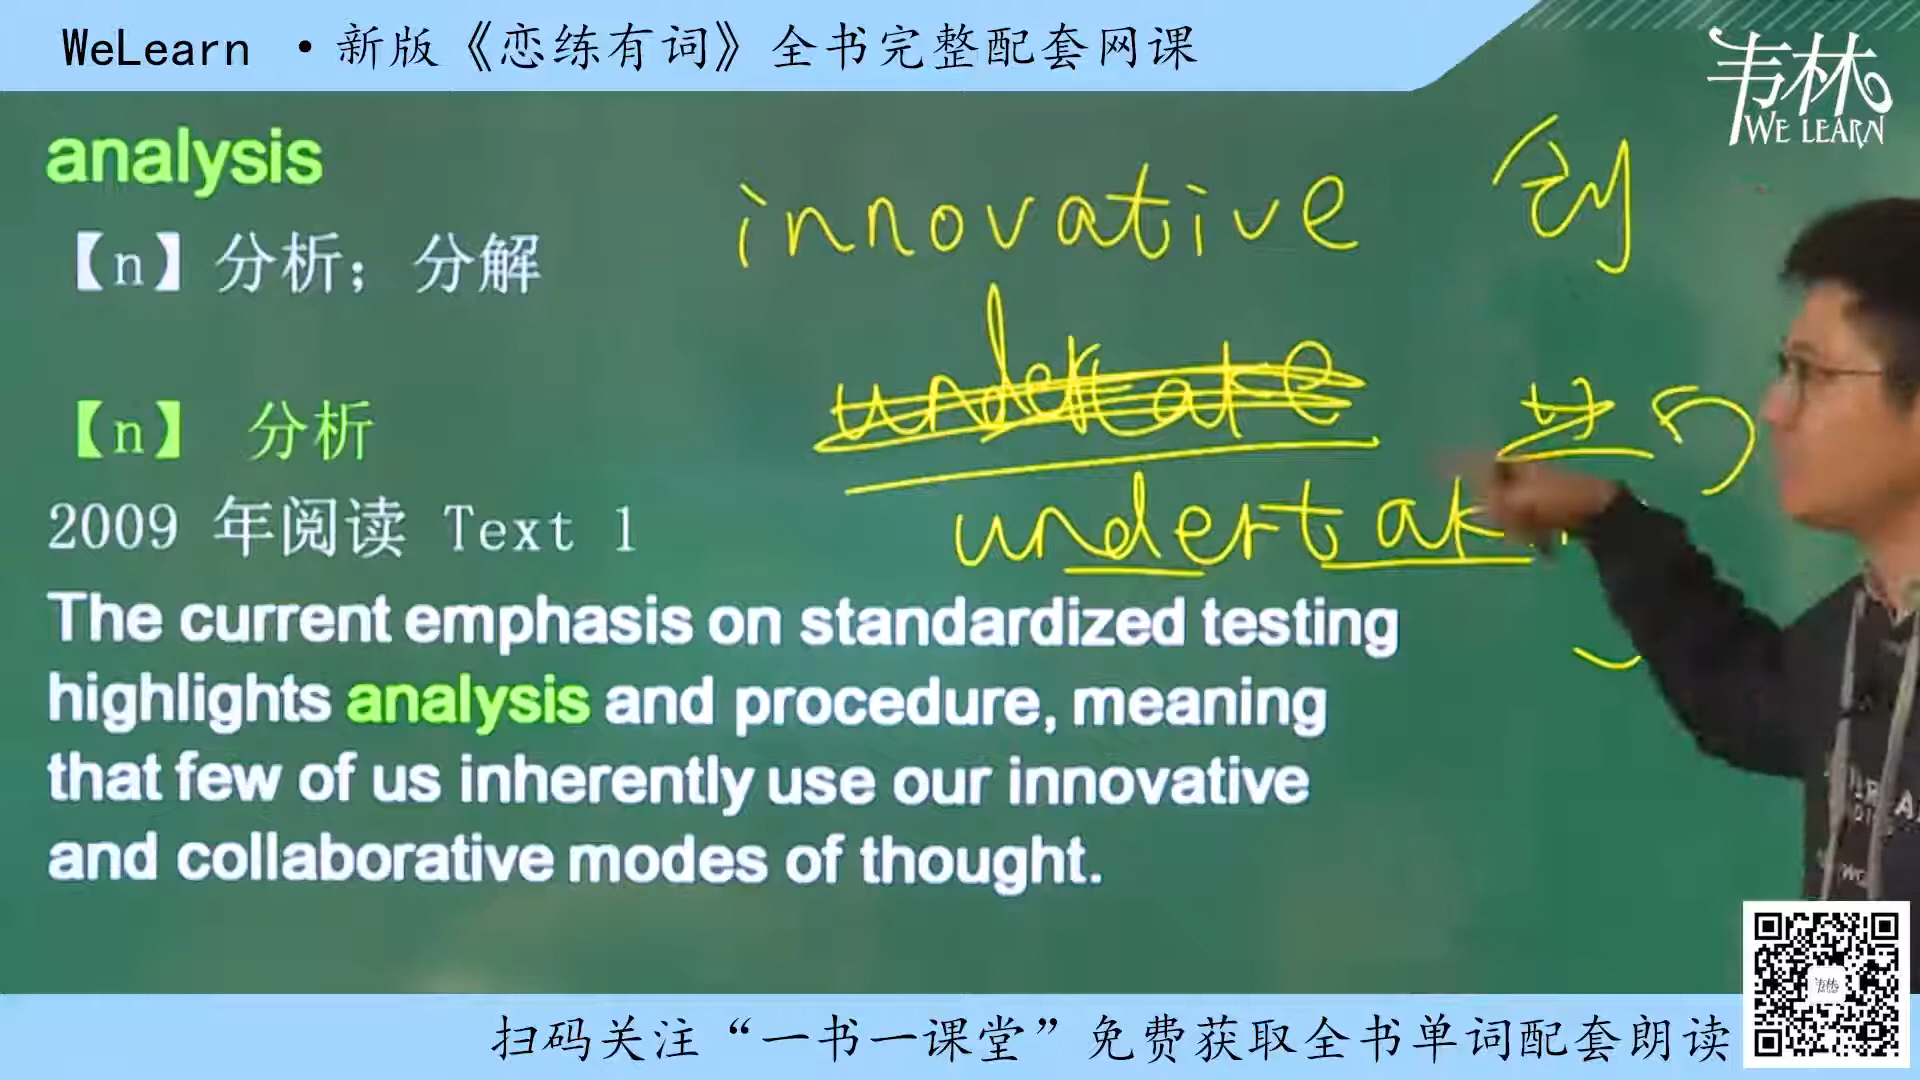 WeLearn ·新版《恋练有词》全书完整配套网课
韦林
WE LEARN
analysis
【n】分析；分解
innovative 创
undertake
【n】 分析
undertak
2009 年阅读 Text 1
The current emphasis on standardized testing
highlights analysis and procedure, meaning
that few of us inherently use our innovative
and collaborative modes of thought.
扫码关注“一书一课堂”免费获取全书单词配套朗读